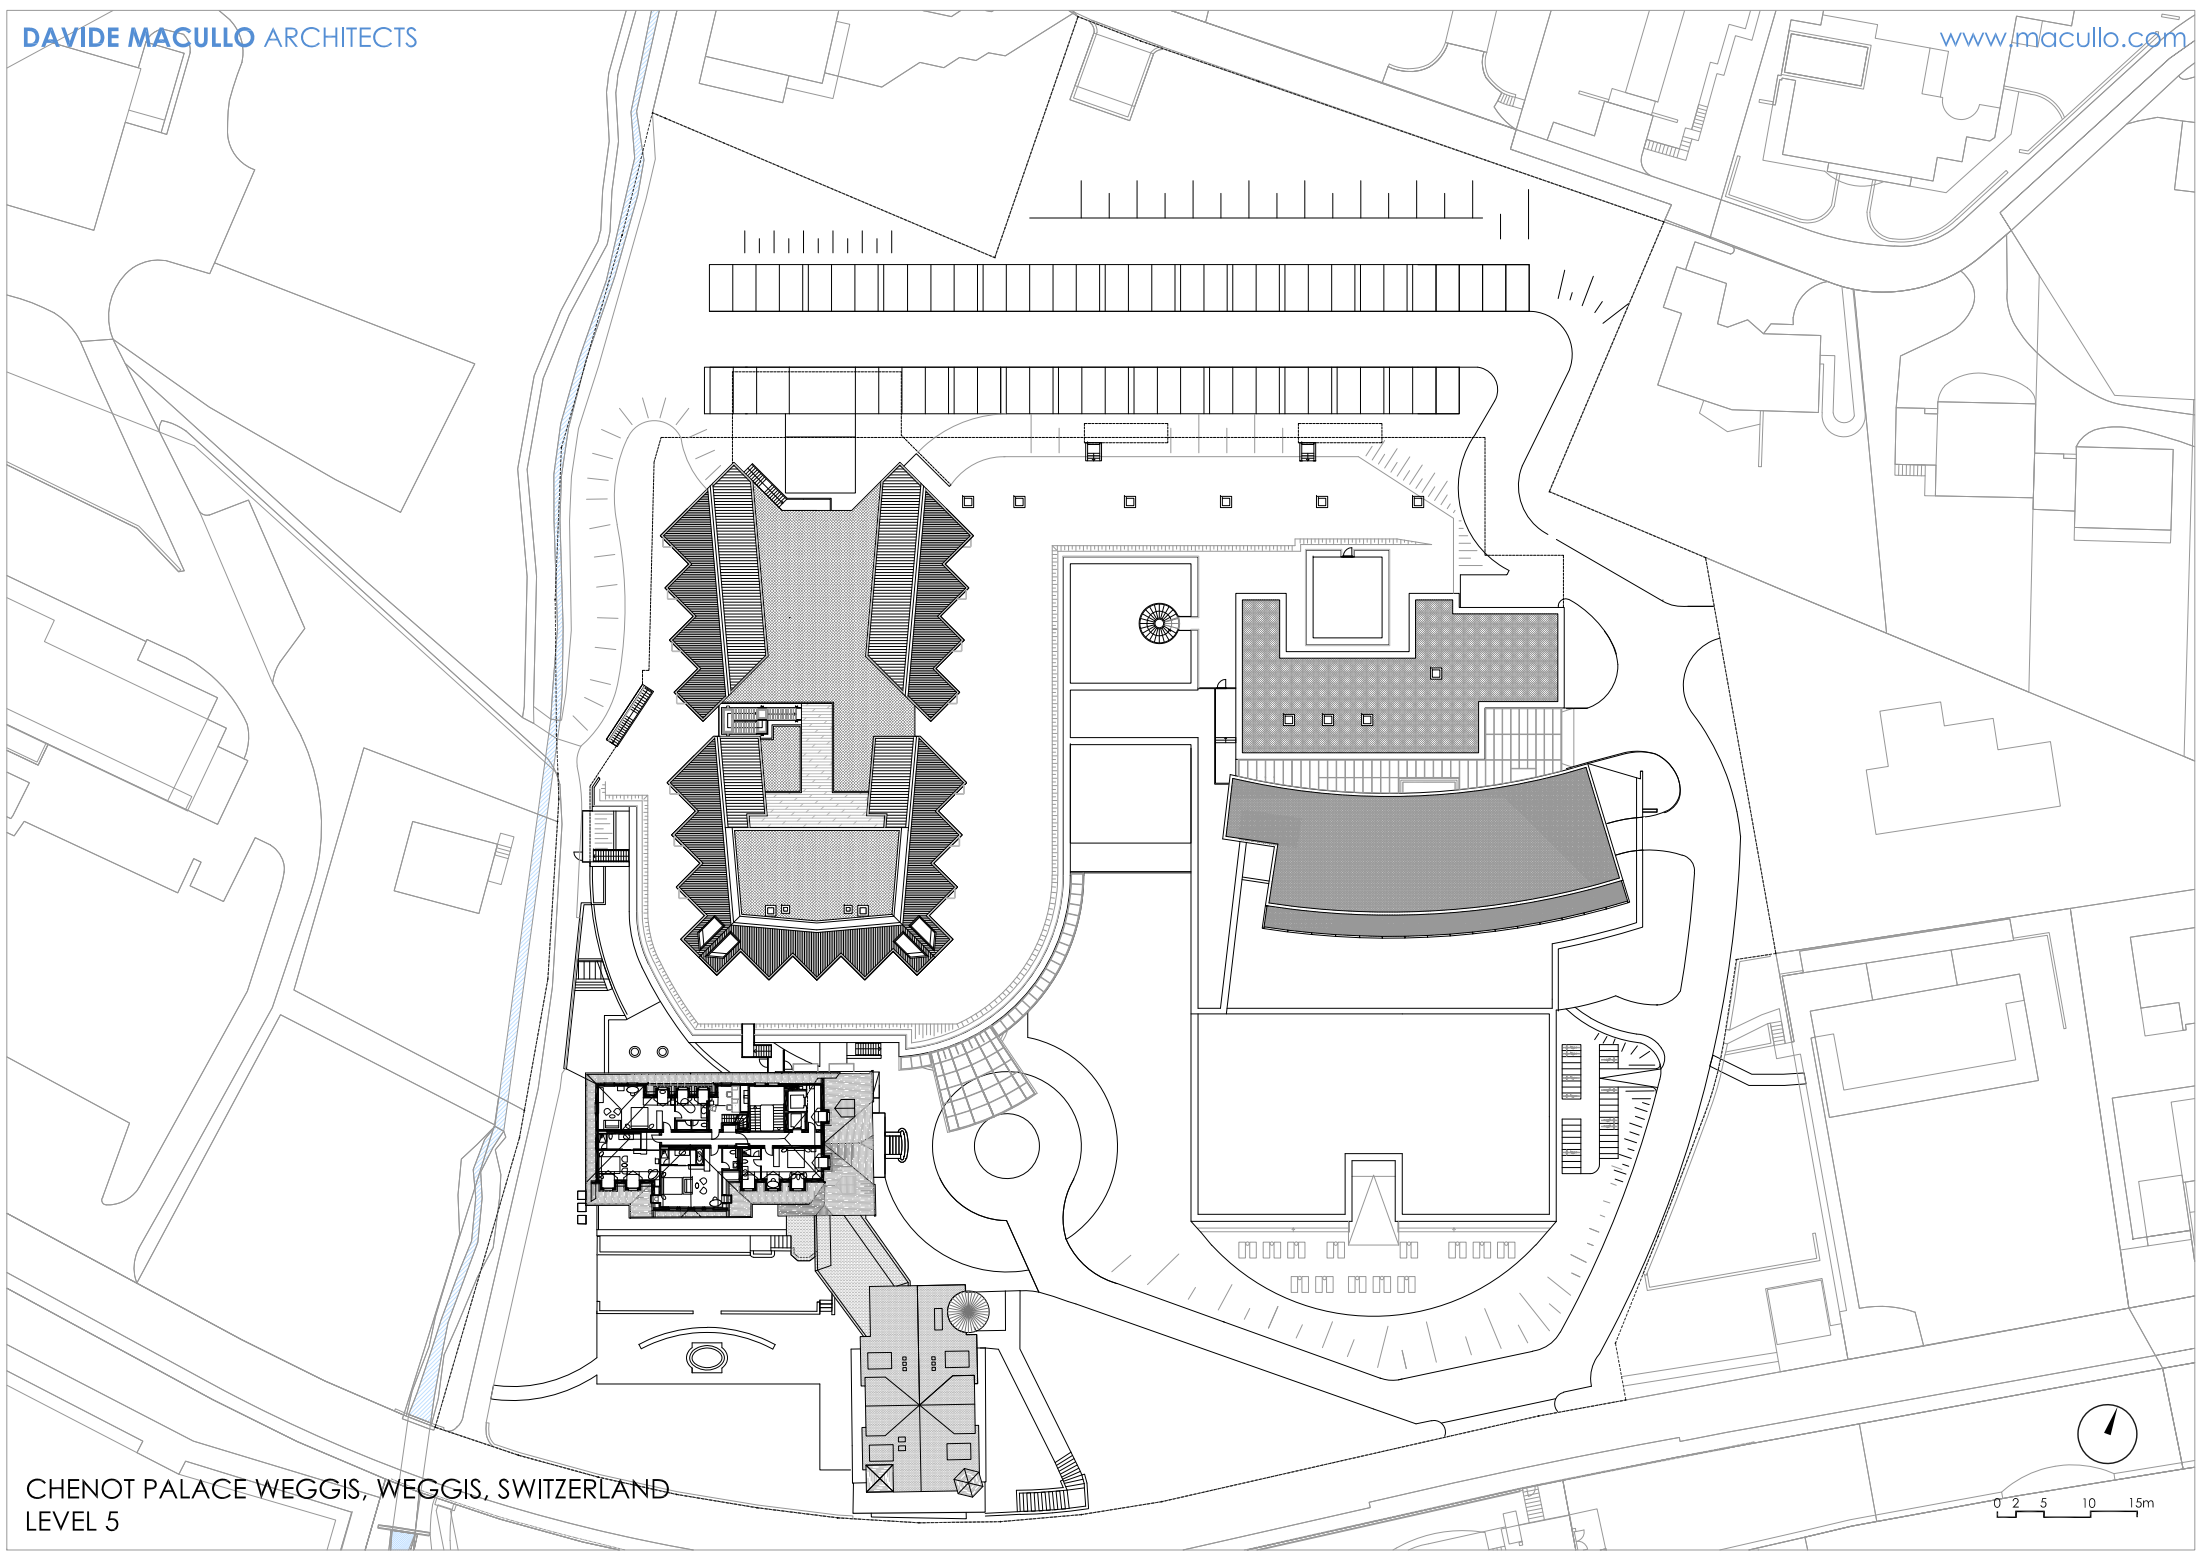 DAVIDE MACULLO ARCHITECTS
www.macullo.com
CHENOT PALACE WEGGIS, WEGGIS, SWITZERLAND
LEVEL 5
0 2 5 10 15m